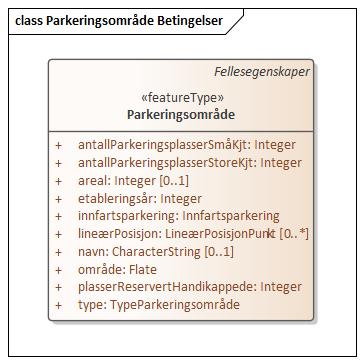 class Parkeringsområde Betingelser
Fellesegenskaper
«featureType»
Parkeringsområde
+ antallParkeringsplasserSmåKjt: Integer
+ antallParkeringsplasserStoreKjt: Integer
+ areal: Integer [0..1]
+ etableringsår: Integer
+ innfartsparkering: Innfartsparkering
+ lineærPosisjon: LineærPosisjonPunkt [0..*]
+ navn: CharacterString [0..1]
+ område: Flate
+ plasserReservertHandikappede: Integer
+ type: TypeParkeringsområde